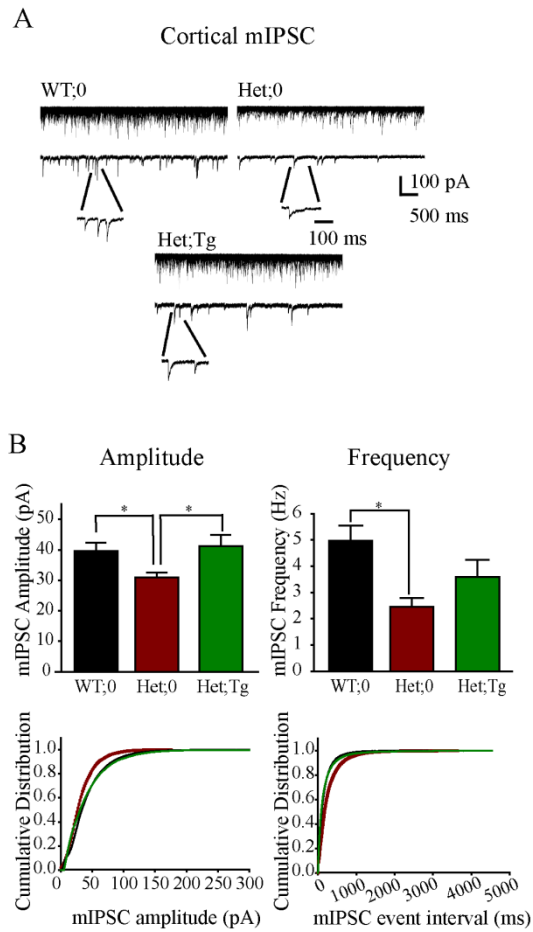 A
Cortical mIPSC
WT;0
Het;0
100 pA
500 ms
100 ms
Het;Tg
B
Amplitude
Frequency
mIPSC Amplitude (pA)
50
40
30
20
10
0
*
*
WT;0
Het;0
Het;Tg
mIPSC Frequency (Hz)
6
5
4
3
2
1
0
*
WT;0
Het;0
Het;Tg
Cumulative Distribution
1.0
0.8
0.6
0.4
0.2
0.0
0
50
100
150
200
250
300
mIPSC amplitude (pA)
Cumulative Distribution
1.0
0.8
0.6
0.4
0.2
0.0
0
1000
2000
3000
4000
5000
mIPSC event interval (ms)